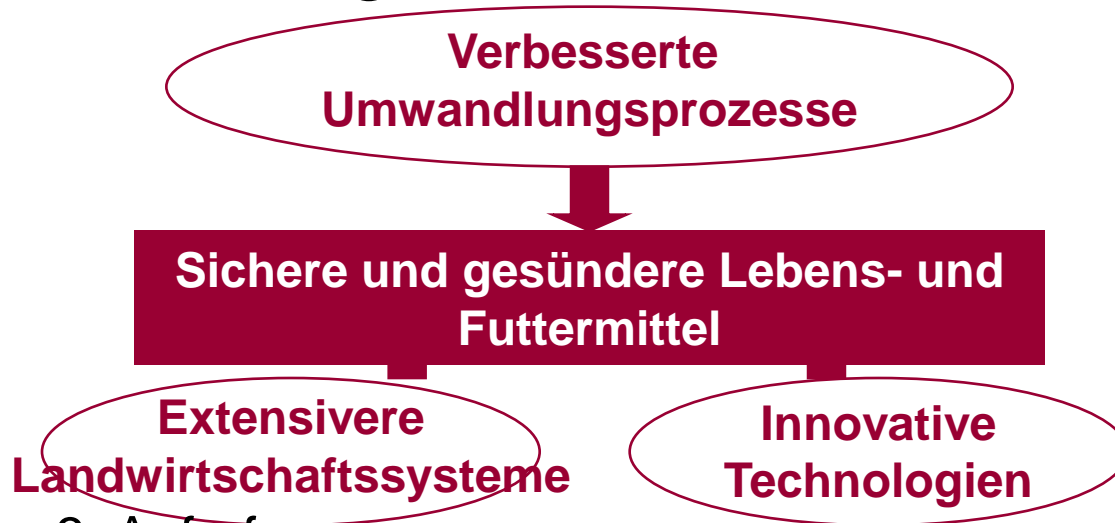 Verbesserte
Umwandlungsprozesse
Sichere und gesündere Lebens- und
Futtermittel
Extensivere
Landwirtschaftssysteme
Innovative
Technologien